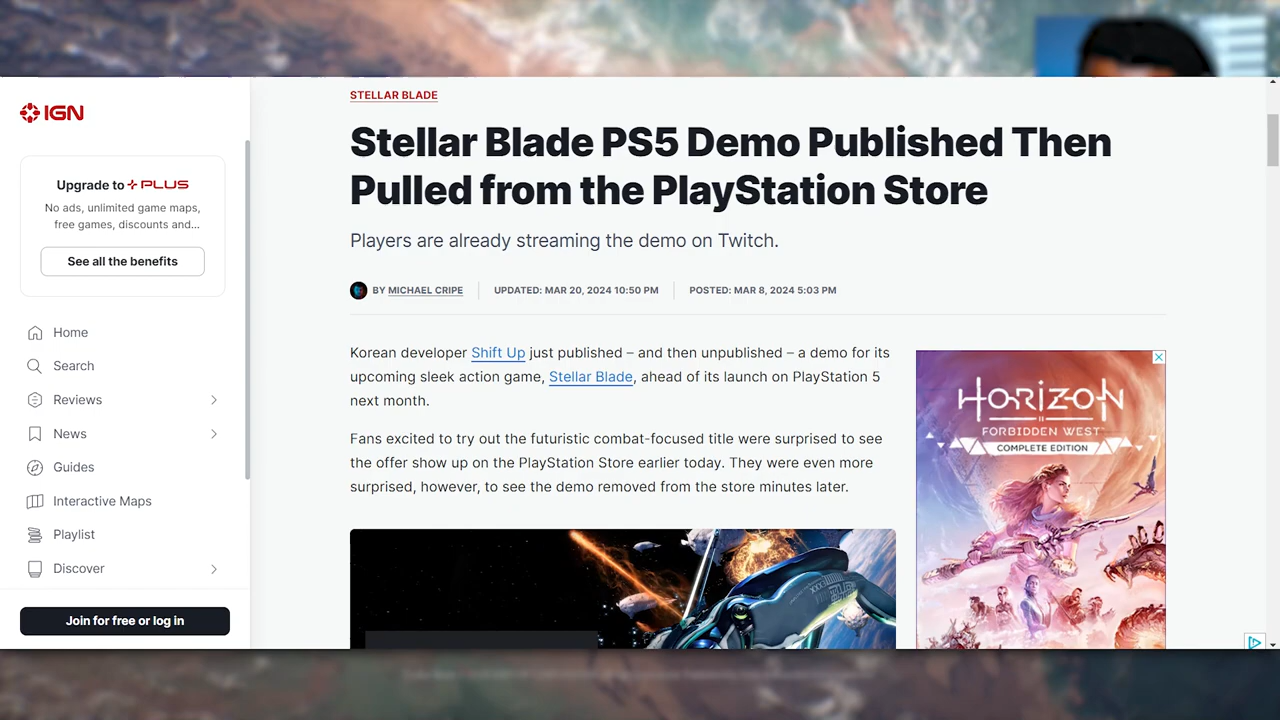 IGN
Upgrade to PLUS
No ads, unlimited game maps,
free games, discounts and...
See all the benefits
Home
Search
Reviews
News
Guides
Interactive Maps
Playlist
Discover
Join for free or log in
STELLAR BLADE
Stellar Blade PS5 Demo Published Then
Pulled from the PlayStation Store
Players are already streaming the demo on Twitch.
BY MICHAEL CRIPE
UPDATED: MAR 20, 2024 10:50 PM
POSTED: MAR 8, 2024 5:03 PM
Korean developer Shift Up just published – and then unpublished – a demo for its
upcoming sleek action game, Stellar Blade, ahead of its launch on PlayStation 5
next month.
Fans excited to try out the futuristic combat-focused title were surprised to see
the offer show up on the PlayStation Store earlier today. They were even more
surprised, however, to see the demo removed from the store minutes later.
HORIZON
II
FORBIDDEN WEST
COMPLETE EDITION